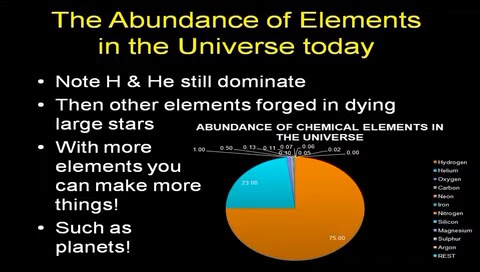 The Abundance of Elements
in the Universe today
• Note H & He still dominate
• Then other elements forged in dying
large stars
• With more
elements you
can make more
things!
• Such as
planets!
ABUNDANCE OF CHEMICAL ELEMENTS IN
THE UNIVERSE
1.00 0.50 0.13 0.11 0.10 0.07 0.05 0.06 0.02 0.00
23.00
75.00
Hydrogen
Helium
Oxygen
Carbon
Neon
Iron
Nitrogen
Silicon
Magnesium
Sulphur
Argon
REST